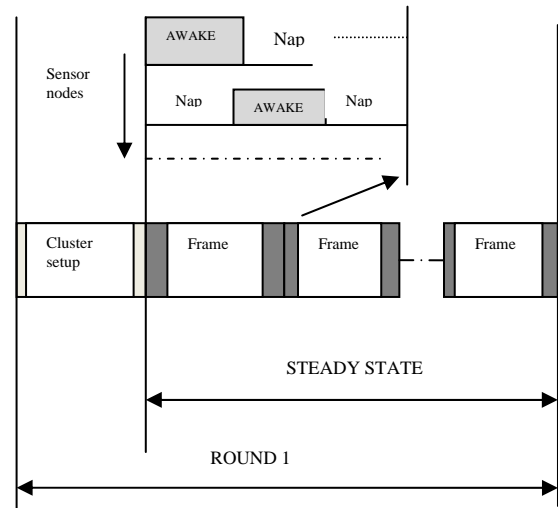 AWAKE Nap
Sensor
nodes
Nap AWAKE Nap
Cluster
setup
Frame Frame Frame
STEADY STATE
ROUND 1